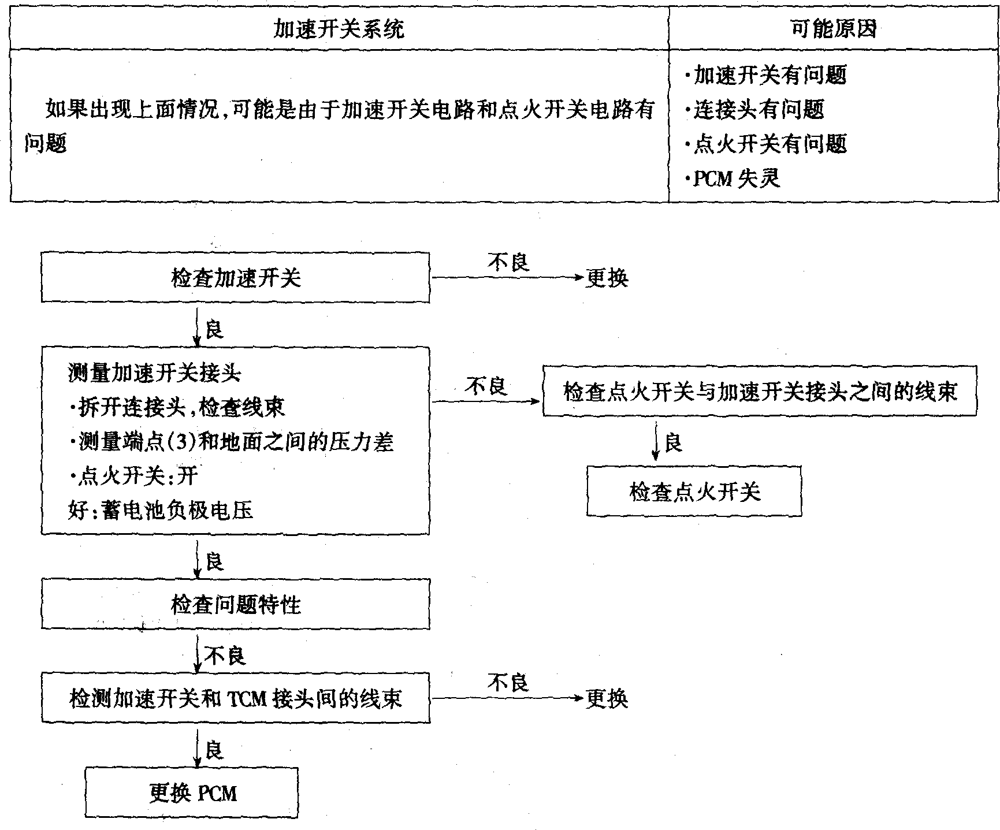 加速开关系统
可能原因
如果出现上面情况,可能是由于加速开关电路和点火开关电路有
问题
·加速开关有问题
·连接头有问题
·点火开关有问题
·PCM 失灵
检查加速开关
不良
更换
良
测量加速开关接头
·拆开连接头,检查线束
·测量端点(3)和地面之间的压力差
·点火开关:开
好:蓄电池负极电压
不良
检查点火开关与加速开关接头之间的线束
良
检查点火开关
良
检查问题特性
不良
检测加速开关和 TCM 接头间的线束
不良
更换
良
更换 PCM